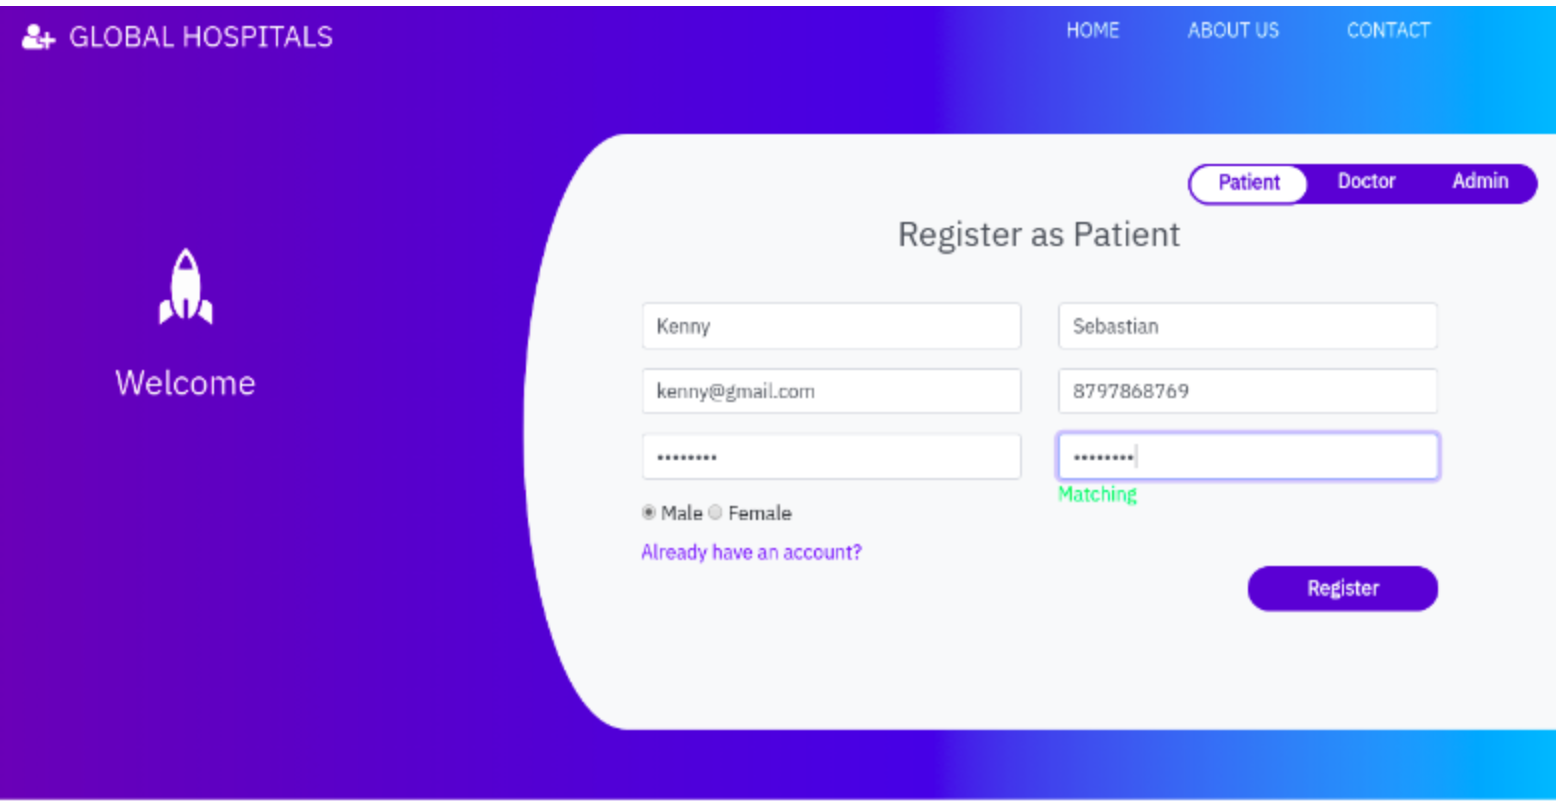 GLOBAL HOSPITALS HOME ABOUT US CONTACT
Patient Doctor Admin
Register as Patient
Kenny Sebastian
Welcome
kenny@gmail.com 8797868769
•••••••• ••••••••
Matching
Male Female
Already have an account?
Register